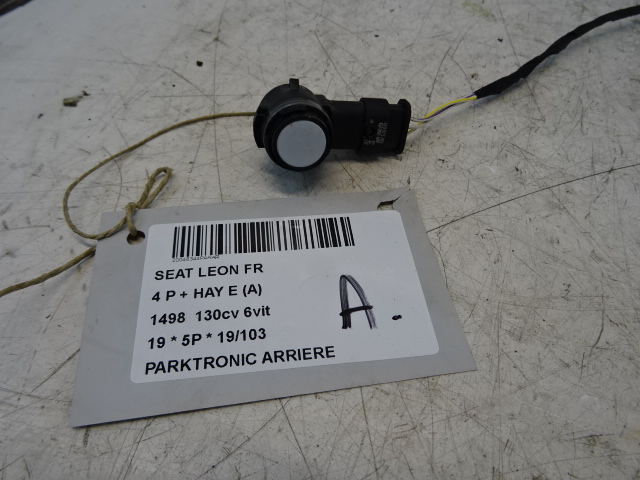 SEAT LEON FR
4 P + HAY E (A)
1498 130cv 6vit
19 * 5P * 19/103
PARKTRONIC ARRIERE
A